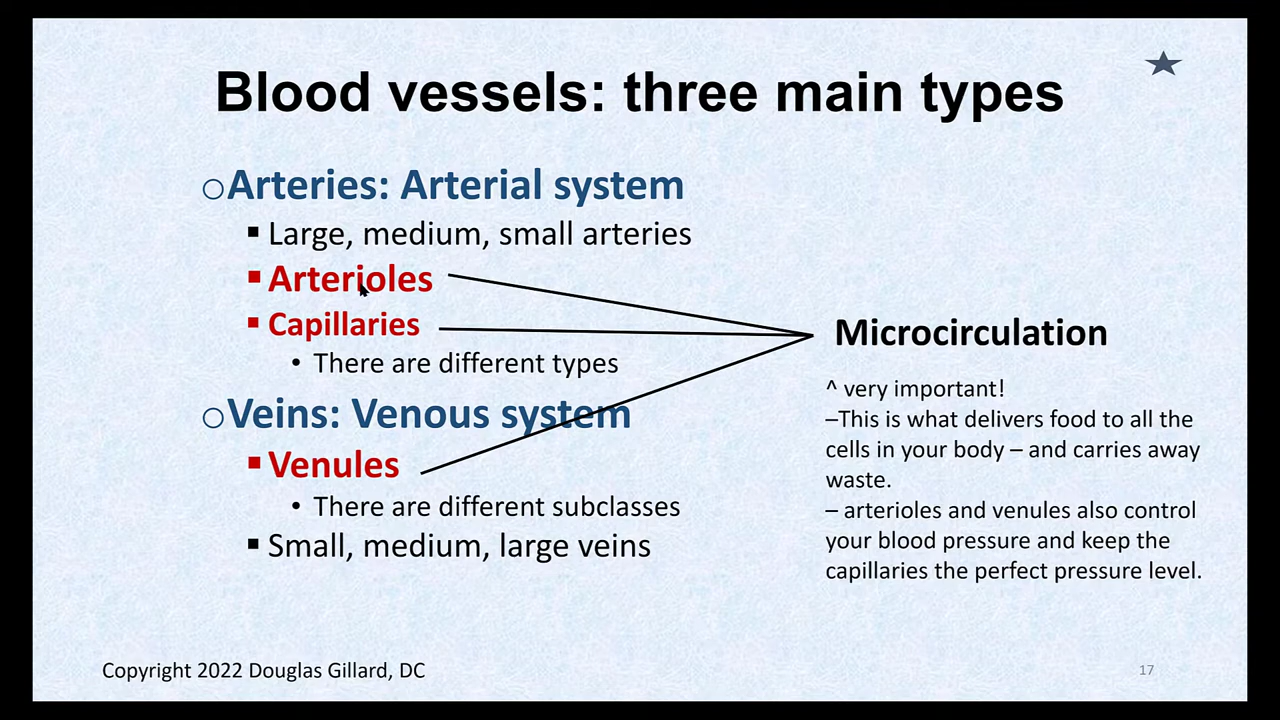 Blood vessels: three main types
oArteries: Arterial system
▪ Large, medium, small arteries
▪ Arterioles
▪ Capillaries
• There are different types
oVeins: Venous system
▪ Venules
• There are different subclasses
▪ Small, medium, large veins
Microcirculation
^ very important!
–This is what delivers food to all the
cells in your body – and carries away
waste.
– arterioles and venules also control
your blood pressure and keep the
capillaries the perfect pressure level.
Copyright 2022 Douglas Gillard, DC
17